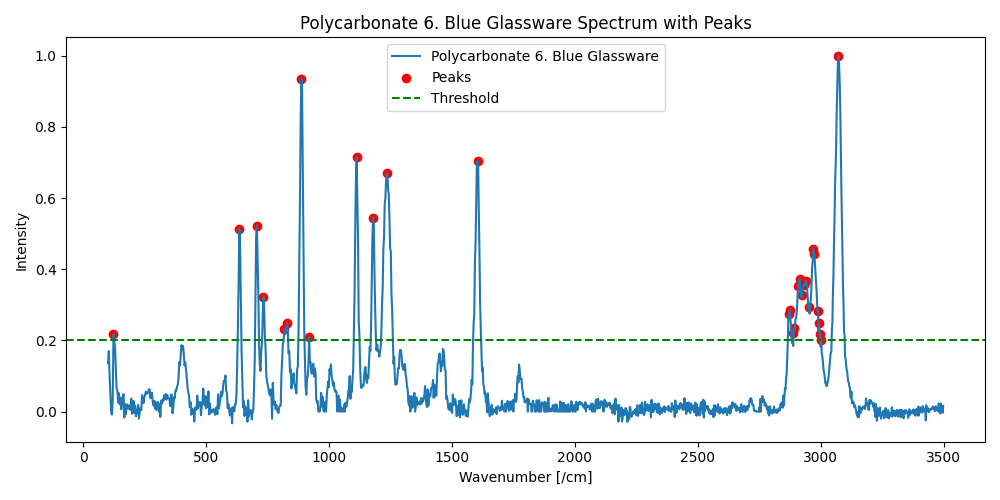 Polycarbonate 6. Blue Glassware Spectrum with Peaks
Polycarbonate 6. Blue Glassware
Peaks
Threshold
Intensity
1.0
0.8
0.6
0.4
0.2
0.0
0 500 1000 1500 2000 2500 3000 3500
Wavenumber [/cm]